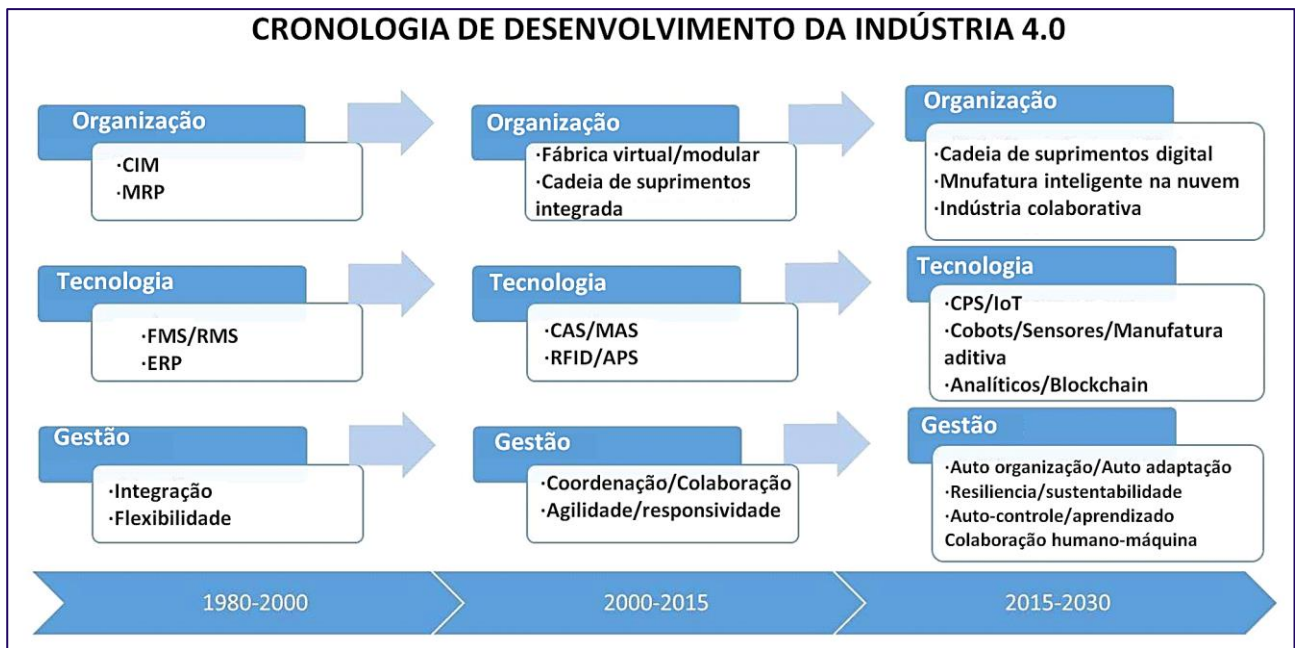 CRONOLOGIA DE DESENVOLVIMENTO DA INDÚSTRIA 4.0
Organização
·CIM
·MRP
Organização
·Fábrica virtual/modular
·Cadeia de suprimentos
integrada
Organização
·Cadeia de suprimentos digital
·Mnufatura inteligente na nuvem
·Indústria colaborativa
Tecnologia
·FMS/RMS
·ERP
Tecnologia
·CAS/MAS
·RFID/APS
Tecnologia
·CPS/IoT
·Cobots/Sensores/Manufatura
aditiva
·Analíticos/Blockchain
Gestão
·Integração
·Flexibilidade
Gestão
·Coordenação/Colaboração
·Agilidade/responsividade
Gestão
·Auto organização/Auto adaptação
·Resiliencia/sustentabilidade
·Auto-controle/aprendizado
Colaboração humano-máquina
1980-2000
2000-2015
2015-2030